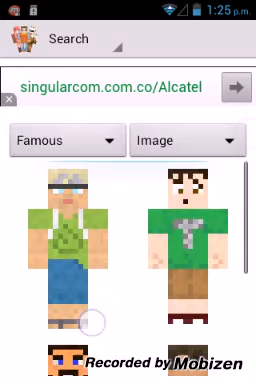 1:25 p.m.
Search
singularcom.com.co/Alcatel
Famous
Image
Recorded by Mobizen